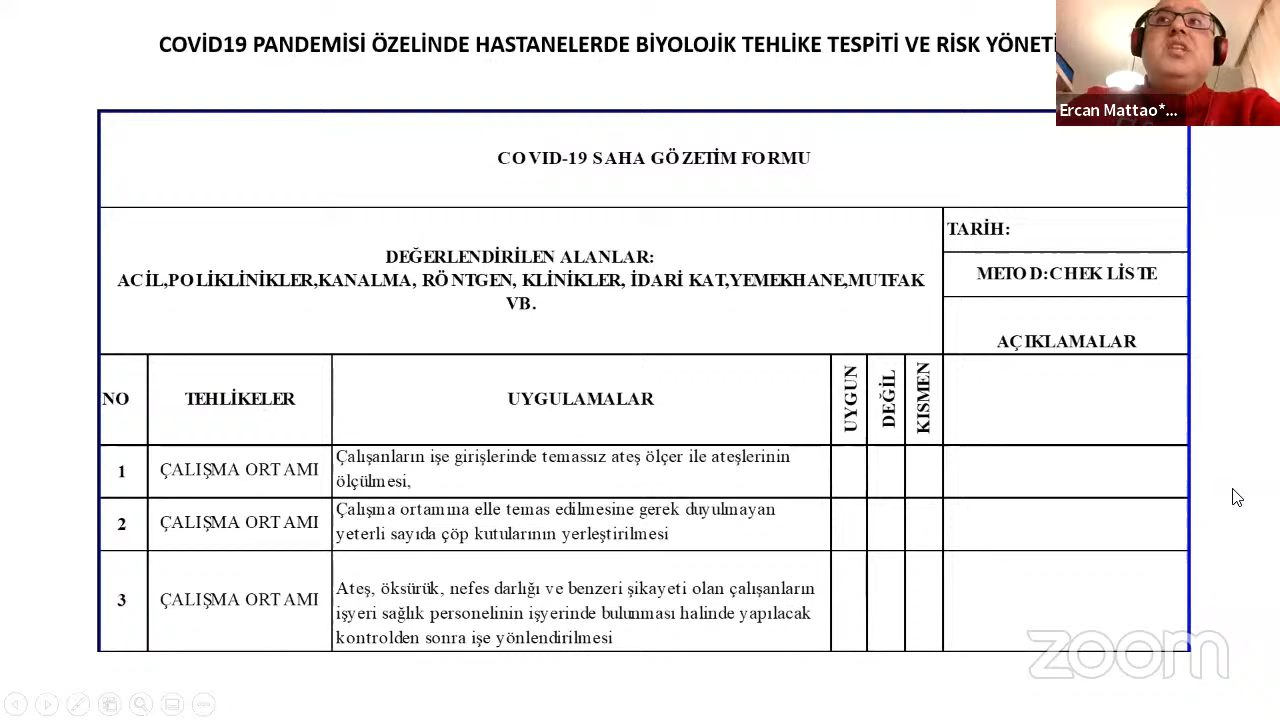 COVİD19 PANDEMİSİ ÖZELİNDE HASTANELERDE BİYOLOJİK TEHLİKE TESPİTİ VE RİSK
Ercan Mattao*...
COVID-19 SAHA GÖZETİM FORMU
DEĞERLENDİRİLEN ALANLAR:
ACİL,POLİKLİNİKLER,KANALMA, RÖNTGEN, KLİNİKLER, İDARİ KAT,YEMEKHANE,MUTFAK
VB.
TARİH:
METOD:CHEK LİSTE
AÇIKLAMALAR
NO
TEHLİKELER
UYGULAMALAR
UYGUN
DEĞİL
KISMEN
1
ÇALIŞMA ORTAMI
Çalışanların işe girişlerinde temassız ateş ölçer ile ateşlerinin
ölçülmesi,
2
ÇALIŞMA ORTAMI
Çalışma ortamına elle temas edilmesine gerek duyulmayan
yeterli sayıda çöp kutularının yerleştirilmesi
3
ÇALIŞMA ORTAMI
Ateş, öksürük, nefes darlığı ve benzeri şikayeti olan çalışanların
işyeri sağlık personelinin işyerinde bulunması halinde yapılacak
kontrolden sonra işe yönlendirilmesi
zoom